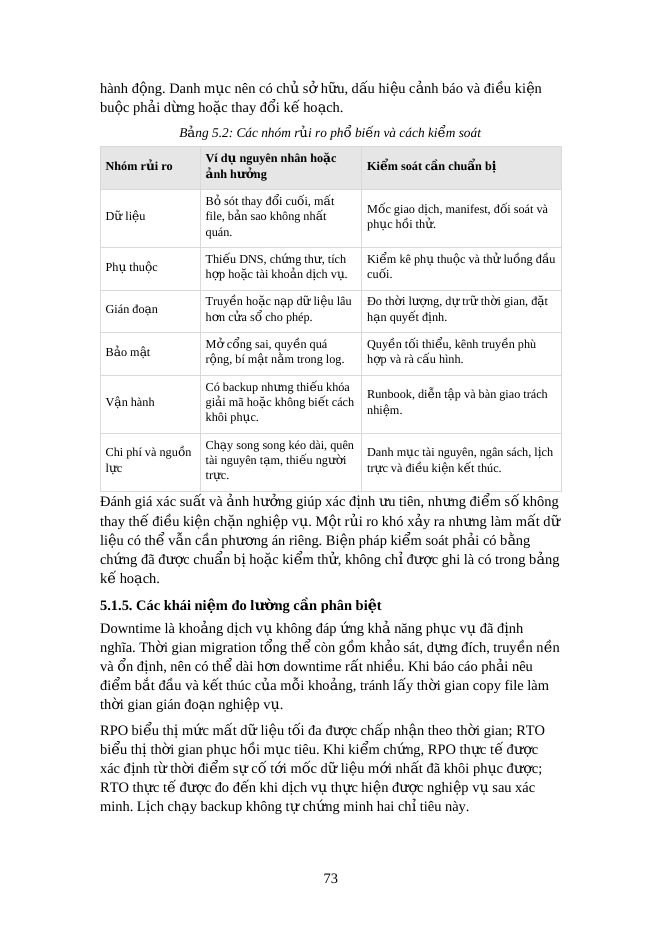 hành động. Danh mục nên có chủ sở hữu, dấu hiệu cảnh báo và điều kiện
buộc phải dừng hoặc thay đổi kế hoạch.
Bảng 5.2: Các nhóm rủi ro phổ biến và cách kiểm soát
Nhóm rủi ro
Ví dụ nguyên nhân hoặc
ảnh hưởng
Kiểm soát cần chuẩn bị
Dữ liệu
Bỏ sót thay đổi cuối, mất
file, bản sao không nhất
quán.
Mốc giao dịch, manifest, đối soát và
phục hồi thử.
Phụ thuộc
Thiếu DNS, chứng thư, tích
hợp hoặc tài khoản dịch vụ.
Kiểm kê phụ thuộc và thử luồng đầu
cuối.
Gián đoạn
Truyền hoặc nạp dữ liệu lâu
hơn cửa sổ cho phép.
Đo thời lượng, dự trữ thời gian, đặt
hạn quyết định.
Bảo mật
Mở cổng sai, quyền quá
rộng, bí mật nằm trong log.
Quyền tối thiểu, kênh truyền phù
hợp và rà cấu hình.
Vận hành
Có backup nhưng thiếu khóa
giải mã hoặc không biết cách
khôi phục.
Runbook, diễn tập và bàn giao trách
nhiệm.
Chi phí và nguồn
lực
Chạy song song kéo dài, quên
tài nguyên tạm, thiếu người
trực.
Danh mục tài nguyên, ngân sách, lịch
trực và điều kiện kết thúc.
Đánh giá xác suất và ảnh hưởng giúp xác định ưu tiên, nhưng điểm số không
thay thế điều kiện chặn nghiệp vụ. Một rủi ro khó xảy ra nhưng làm mất dữ
liệu có thể vẫn cần phương án riêng. Biện pháp kiểm soát phải có bằng
chứng đã được chuẩn bị hoặc kiểm thử, không chỉ được ghi là có trong bảng
kế hoạch.
5.1.5. Các khái niệm đo lường cần phân biệt
Downtime là khoảng dịch vụ không đáp ứng khả năng phục vụ đã định
nghĩa. Thời gian migration tổng thể còn gồm khảo sát, dựng đích, truyền nền
và ổn định, nên có thể dài hơn downtime rất nhiều. Khi báo cáo phải nêu
điểm bắt đầu và kết thúc của mỗi khoảng, tránh lấy thời gian copy file làm
thời gian gián đoạn nghiệp vụ.
RPO biểu thị mức mất dữ liệu tối đa được chấp nhận theo thời gian; RTO
biểu thị thời gian phục hồi mục tiêu. Khi kiểm chứng, RPO thực tế được
xác định từ thời điểm sự cố tới mốc dữ liệu mới nhất đã khôi phục được;
RTO thực tế được đo đến khi dịch vụ thực hiện được nghiệp vụ sau xác
minh. Lịch chạy backup không tự chứng minh hai chỉ tiêu này.
73